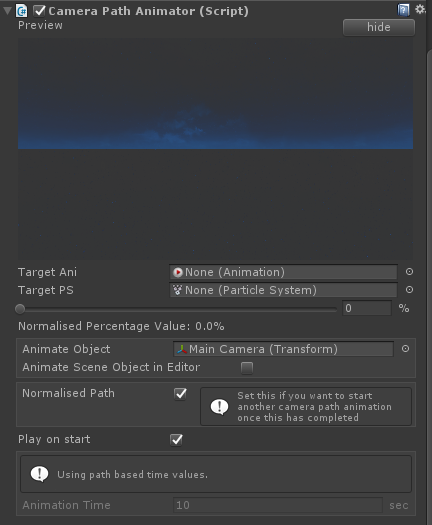 Camera Path Animator (Script)
Preview
hide
Target Ani
None (Animation)
Target PS
None (Particle System)
0
%
Normalised Percentage Value: 0.0%
Animate Object
Main Camera (Transform)
Animate Scene Object in Editor
Normalised Path
Set this if you want to start
another camera path animation
once this has completed
Play on start
Using path based time values.
Animation Time
10
sec